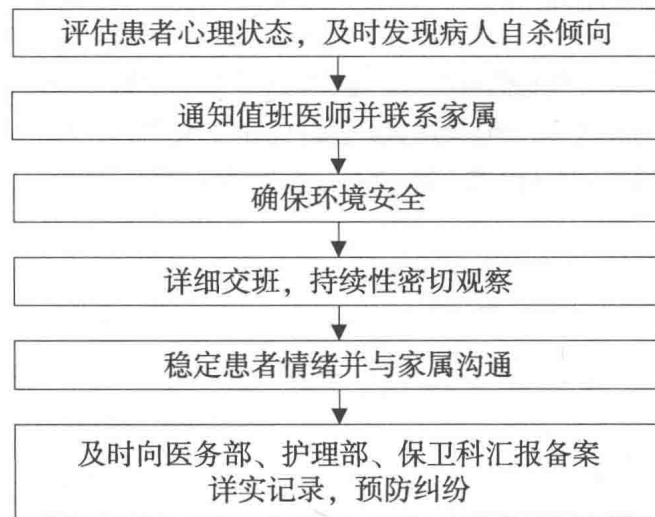 评估患者心理状态，及时发现病人自杀倾向
通知值班医师并联系家属
确保环境安全
详细交班，持续性密切观察
稳定患者情绪并与家属沟通
及时向医务部、护理部、保卫科汇报备案
详实记录，预防纠纷